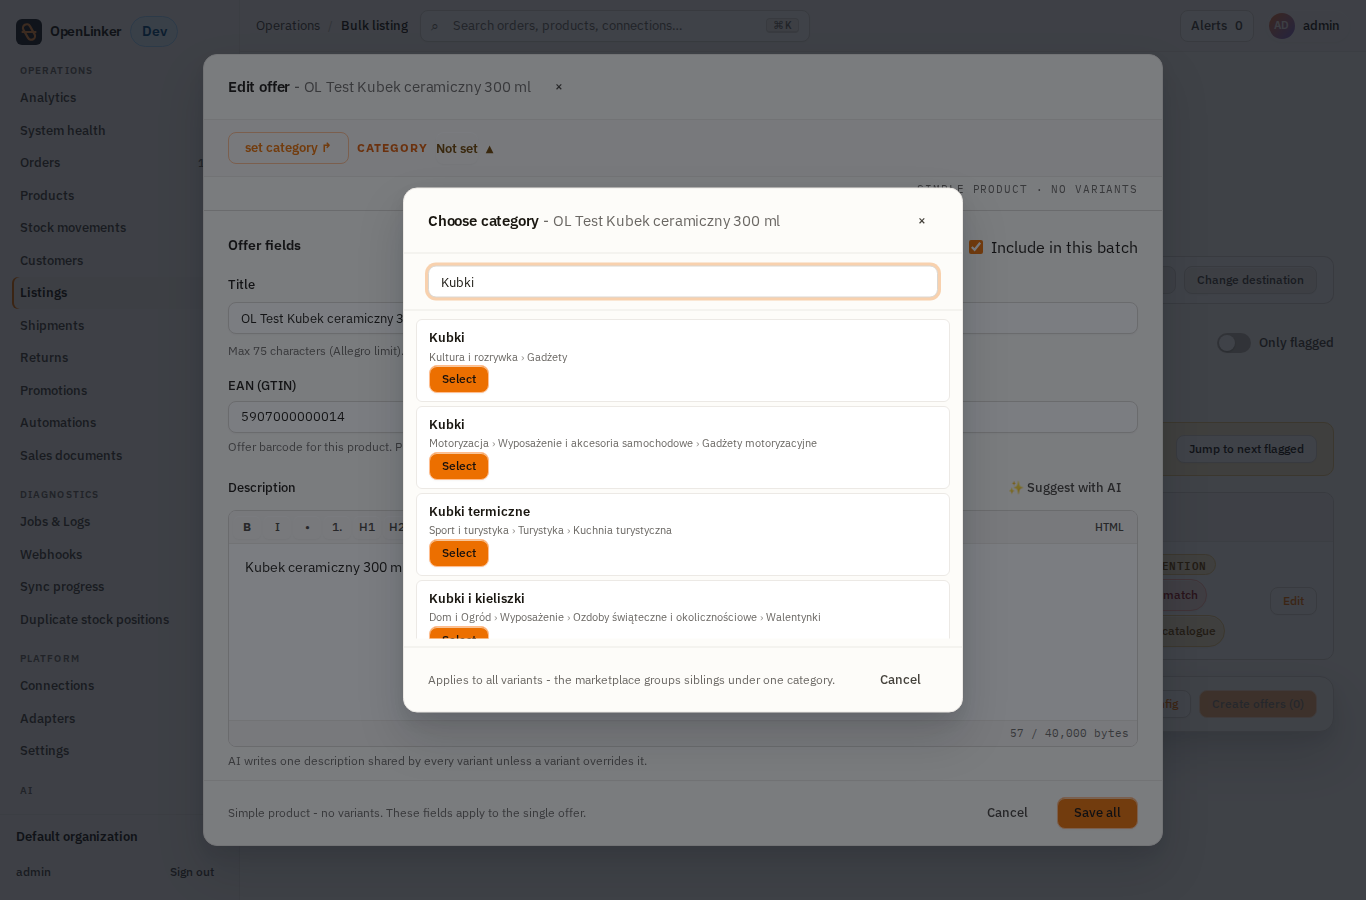 OpenLinker Dev
Operations / Bulk listing
Search orders, products, connections... ⌘K
Alerts 0
AD admin
OPERATIONS
Analytics
System health
Orders
Products
Stock movements
Customers
Listings
Shipments
Returns
Promotions
Automations
Sales documents
DIAGNOSTICS
Jobs & Logs
Webhooks
Sync progress
Duplicate stock positions
PLATFORM
Connections
Adapters
Settings
AI
Default organization
admin Sign out
Edit offer - OL Test Kubek ceramiczny 300 ml ×
set category ↱ CATEGORY Not set ▲
PRODUCT · NO VARIANTS
Offer fields
Include in this batch
Title
OL Test Kubek ceramiczny 3
Max 75 characters (Allegro limit).
EAN (GTIN)
5907000000014
Offer barcode for this product. P
Description
✨ Suggest with AI
B I • 1. H1 H2 HTML
Kubek ceramiczny 300 m
57 / 40,000 bytes
AI writes one description shared by every variant unless a variant overrides it.
Simple product - no variants. These fields apply to the single offer.
Cancel Save all
Choose category - OL Test Kubek ceramiczny 300 ml ×
Kubki
Kubki
Kultura i rozrywka › Gadżety
Select
Kubki
Motoryzacja › Wyposażenie i akcesoria samochodowe › Gadżety motoryzacyjne
Select
Kubki termiczne
Sport i turystyka › Turystyka › Kuchnia turystyczna
Select
Kubki i kieliszki
Dom i Ogród › Wyposażenie › Ozdoby świąteczne i okolicznościowe › Walentynki
Select
Applies to all variants - the marketplace groups siblings under one category.
Cancel
Change destination
Only flagged
Jump to next flagged
ENTION
match
catalogue
Edit
fig
Create offers (0)